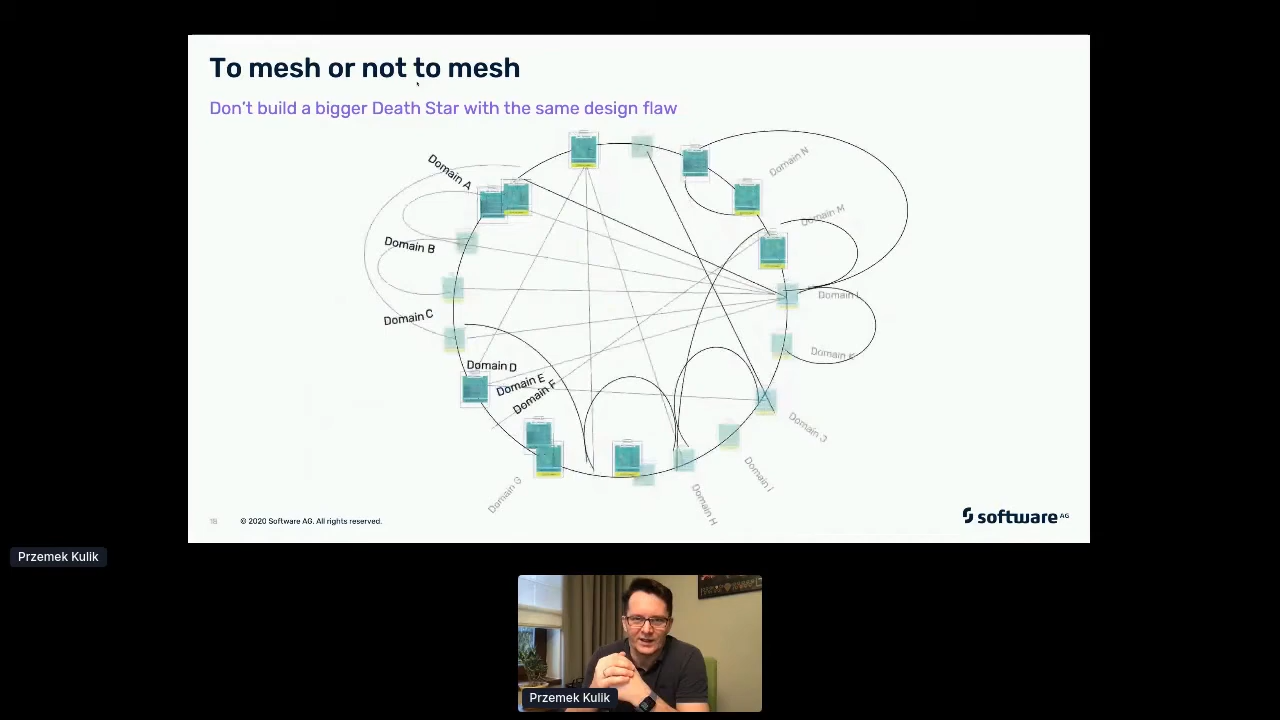 To mesh or not to mesh
Don't build a bigger Death Star with the same design flaw
Domain A
Domain N
Domain M
Domain B
Domain L
Domain C
Domain K
Domain D
Domain E
Domain F
Domain J
Domain I
Domain G
Domain H
18
© 2020 Software AG. All rights reserved.
software AG
Przemek Kulik
Przemek Kulik